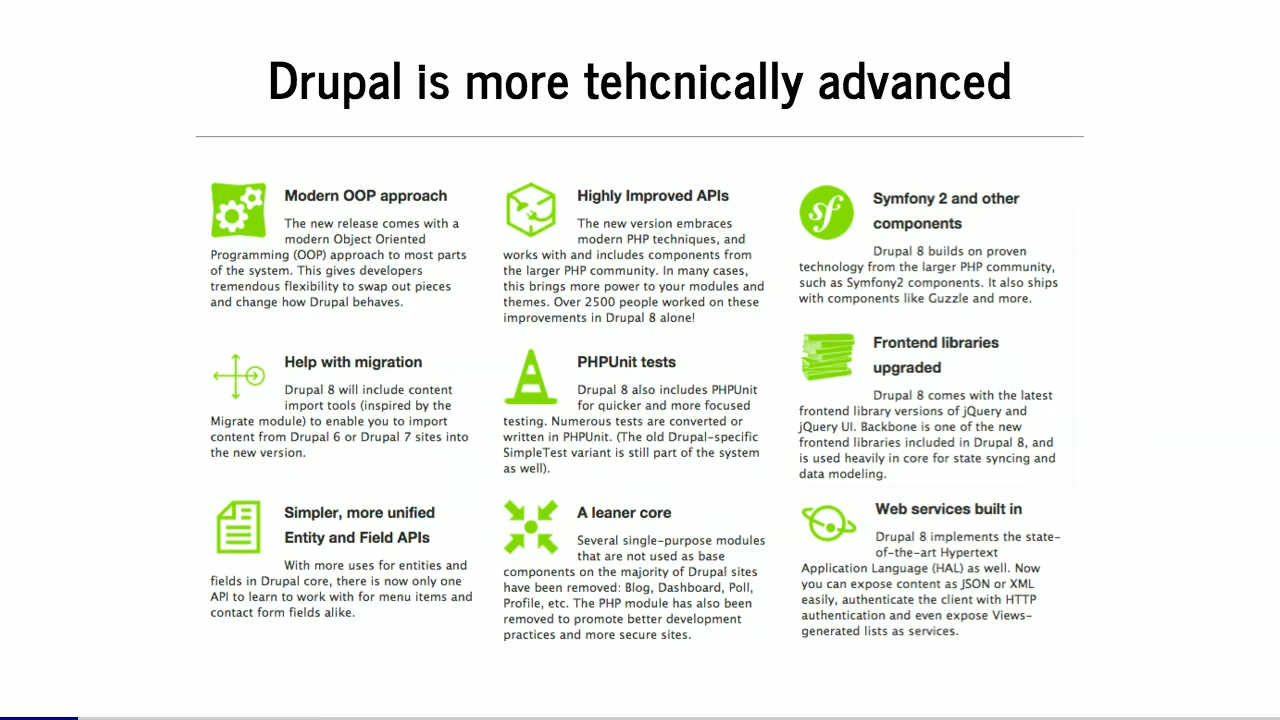 Drupal is more tehcnically advanced
Modern OOP approach
The new release comes with a
modern Object Oriented
Programming (OOP) approach to most parts
of the system. This gives developers
tremendous flexibility to swap out pieces
and change how Drupal behaves.
Highly Improved APIs
The new version embraces
modern PHP techniques, and
works with and includes components from
the larger PHP community. In many cases,
this brings more power to your modules and
themes. Over 2500 people worked on these
improvements in Drupal 8 alone!
sf
Symfony 2 and other
components
Drupal 8 builds on proven
technology from the larger PHP community,
such as Symfony2 components. It also ships
with components like Guzzle and more.
Help with migration
Drupal 8 will include content
import tools (inspired by the
Migrate module) to enable you to import
content from Drupal 6 or Drupal 7 sites into
the new version.
PHPUnit tests
Drupal 8 also includes PHPUnit
for quicker and more focused
testing. Numerous tests are converted or
written in PHPUnit. (The old Drupal-specific
SimpleTest variant is still part of the system
as well).
Frontend libraries
upgraded
Drupal 8 comes with the latest
frontend library versions of jQuery and
jQuery UI. Backbone is one of the new
frontend libraries included in Drupal 8, and
is used heavily in core for state syncing and
data modeling.
Simpler, more unified
Entity and Field APIs
With more uses for entities and
fields in Drupal core, there is now only one
API to learn to work with for menu items and
contact form fields alike.
A leaner core
Several single-purpose modules
that are not used as base
components on the majority of Drupal sites
have been removed: Blog, Dashboard, Poll,
Profile, etc. The PHP module has also been
removed to promote better development
practices and more secure sites.
Web services built in
Drupal 8 implements the state-
of-the-art Hypertext
Application Language (HAL) as well. Now
you can expose content as JSON or XML
easily, authenticate the client with HTTP
authentication and even expose Views-
generated lists as services.